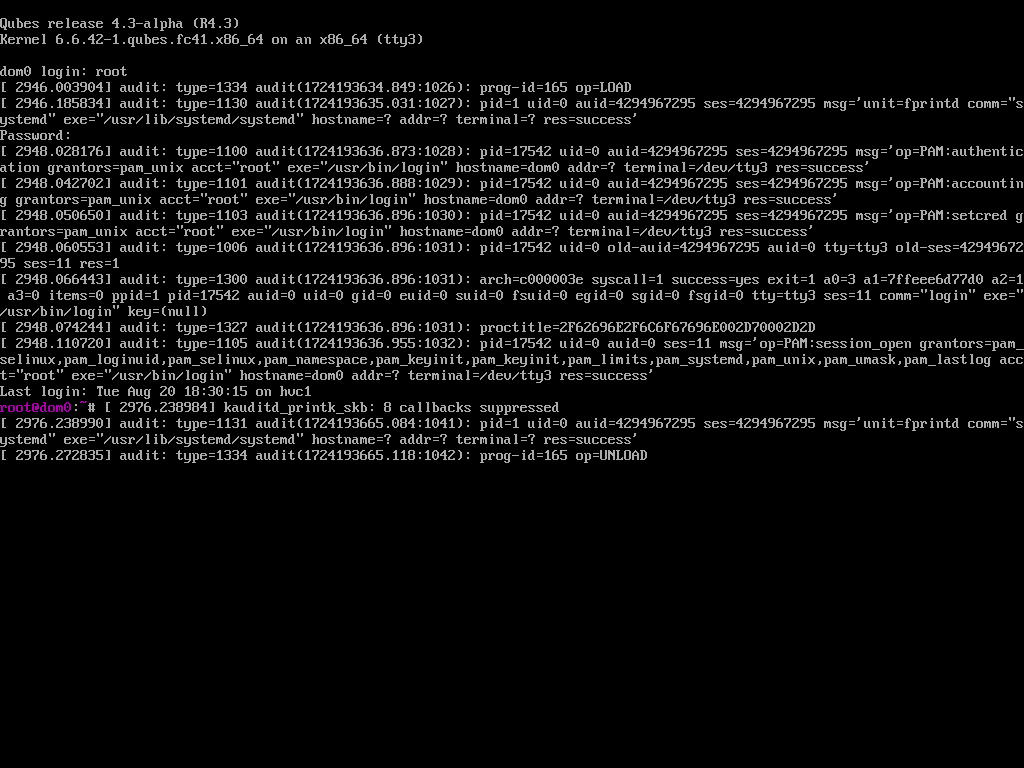 Qubes release 4.3-alpha (R4.3)
Kernel 6.6.42-1.qubes.fc41.x86_64 on an x86_64 (tty3)
dom0 login: root
[ 2946.003904] audit: type=1334 audit(1724193634.849:1026): prog-id=165 op=LOAD
[ 2946.185834] audit: type=1130 audit(1724193635.031:1027): pid=1 uid=0 auid=4294967295 ses=4294967295 msg='unit=fprintd comm="s
ystemd" exe="/usr/lib/systemd/systemd" hostname=? addr=? terminal=? res=success'
Password:
[ 2948.028176] audit: type=1100 audit(1724193636.873:1028): pid=17542 uid=0 auid=4294967295 ses=4294967295 msg='op=PAM:authentic
ation grantors=pam_unix acct="root" exe="/usr/bin/login" hostname=dom0 addr=? terminal=/dev/tty3 res=success'
[ 2948.042702] audit: type=1101 audit(1724193636.888:1029): pid=17542 uid=0 auid=4294967295 ses=4294967295 msg='op=PAM:accountin
g grantors=pam_unix acct="root" exe="/usr/bin/login" hostname=dom0 addr=? terminal=/dev/tty3 res=success'
[ 2948.050650] audit: type=1103 audit(1724193636.896:1030): pid=17542 uid=0 auid=4294967295 ses=4294967295 msg='op=PAM:setcred g
rantors=pam_unix acct="root" exe="/usr/bin/login" hostname=dom0 addr=? terminal=/dev/tty3 res=success'
[ 2948.060553] audit: type=1006 audit(1724193636.896:1031): pid=17542 uid=0 old-auid=4294967295 auid=0 tty=tty3 old-ses=42949672
95 ses=11 res=1
[ 2948.066443] audit: type=1300 audit(1724193636.896:1031): arch=c000003e syscall=1 success=yes exit=1 a0=3 a1=7ffeee6d77d0 a2=1
 a3=0 items=0 ppid=1 pid=17542 auid=0 uid=0 gid=0 euid=0 suid=0 fsuid=0 egid=0 sgid=0 fsgid=0 tty=tty3 ses=11 comm="login" exe="
/usr/bin/login" key=(null)
[ 2948.074244] audit: type=1327 audit(1724193636.896:1031): proctitle=2F62696E2F6C6F67696E002D70002D2D
[ 2948.110720] audit: type=1105 audit(1724193636.955:1032): pid=17542 uid=0 auid=0 ses=11 msg='op=PAM:session_open grantors=pam_
selinux,pam_loginuid,pam_selinux,pam_namespace,pam_keyinit,pam_keyinit,pam_limits,pam_systemd,pam_unix,pam_umask,pam_lastlog acc
t="root" exe="/usr/bin/login" hostname=dom0 addr=? terminal=/dev/tty3 res=success'
Last login: Tue Aug 20 18:30:15 on hvc1
root@dom0:~# [ 2976.238984] kauditd_printk_skb: 8 callbacks suppressed
[ 2976.238990] audit: type=1131 audit(1724193665.084:1041): pid=1 uid=0 auid=4294967295 ses=4294967295 msg='unit=fprintd comm="s
ystemd" exe="/usr/lib/systemd/systemd" hostname=? addr=? terminal=? res=success'
[ 2976.272835] audit: type=1334 audit(1724193665.118:1042): prog-id=165 op=UNLOAD